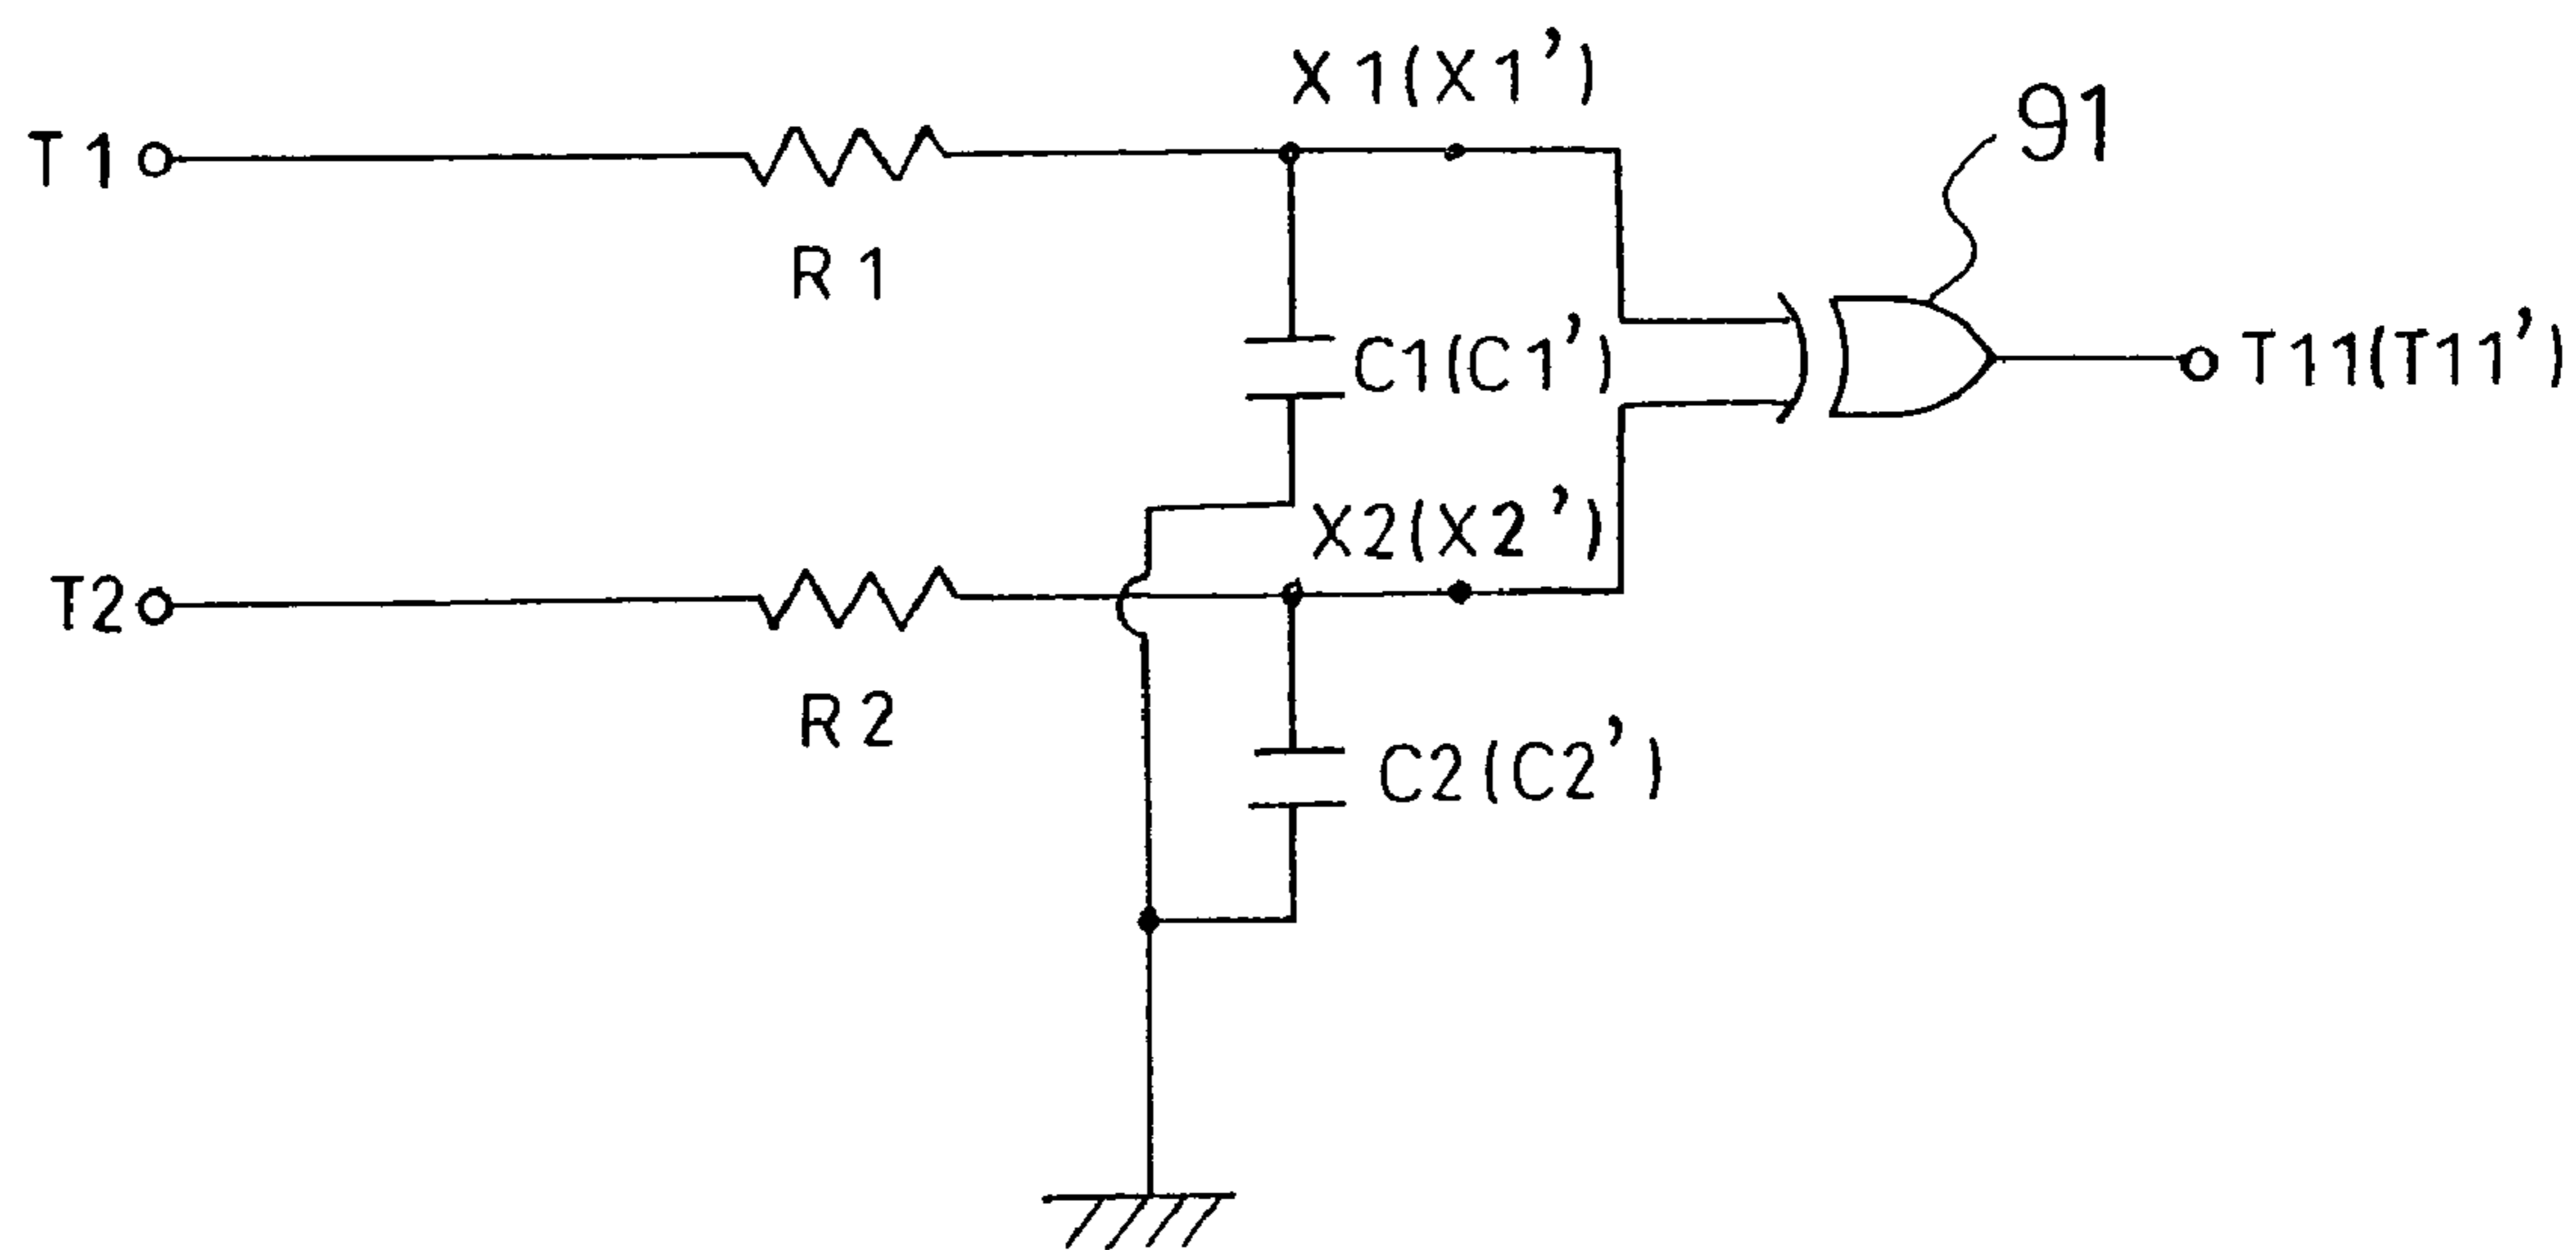 X1(X1’)
91
T1
R1
C1(C1’)
T11(T11’)
X2(X2’)
T2
R2
C2(C2’)